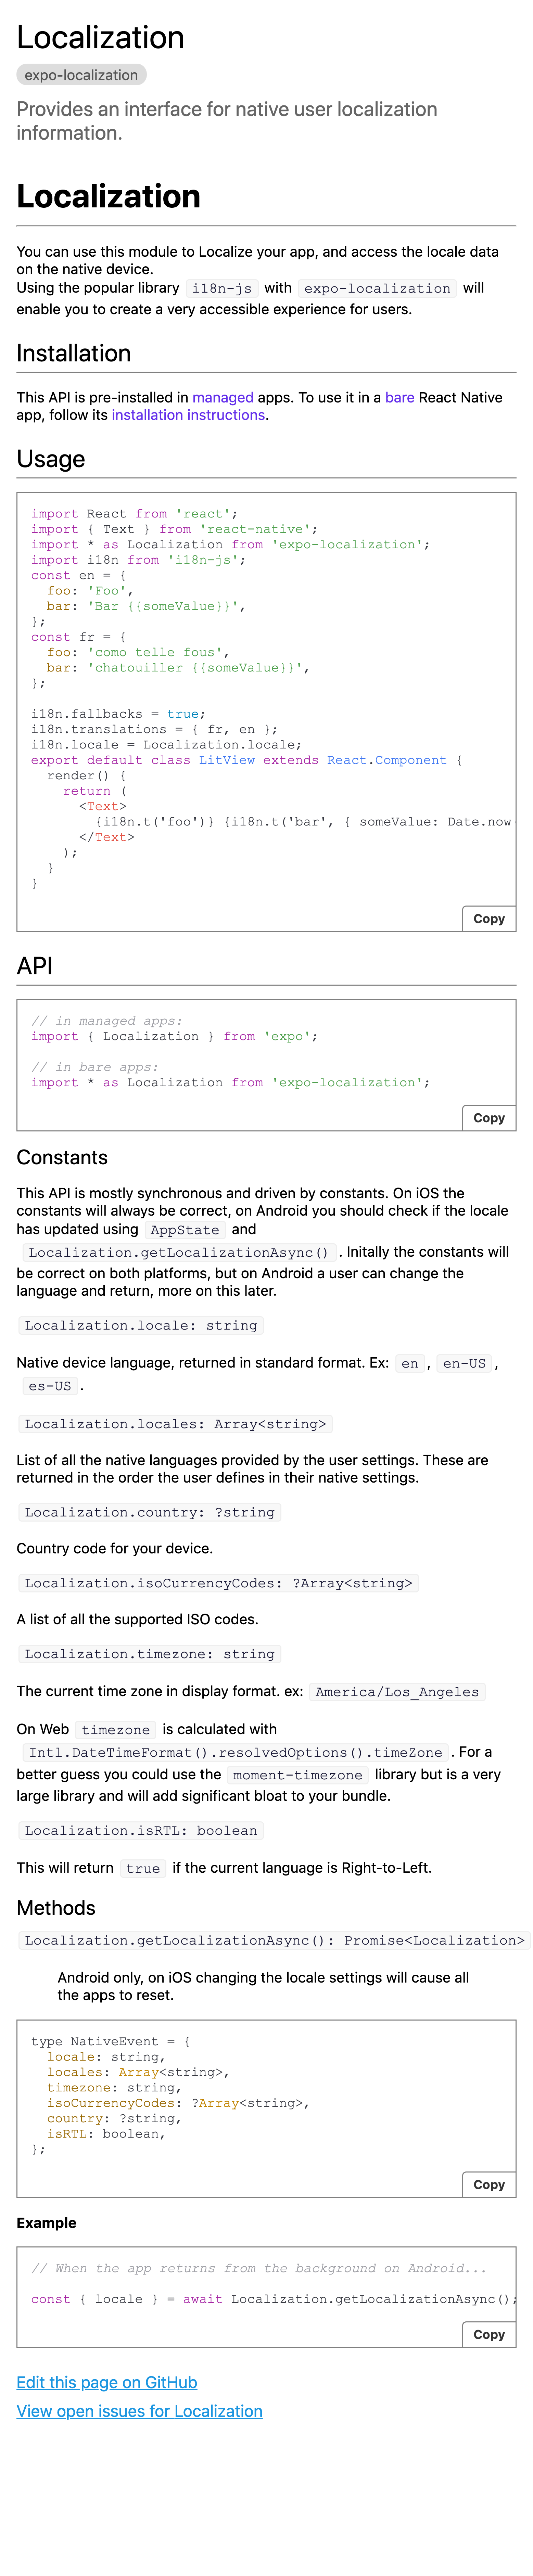 Localization
expo-localization
Provides an interface for native user localization
information.
Localization
You can use this module to Localize your app, and access the locale data
on the native device.
Using the popular library i18n-js with expo-localization will
enable you to create a very accessible experience for users.
Installation
This API is pre-installed in managed apps. To use it in a bare React Native
app, follow its installation instructions.
Usage
import React from 'react';
import { Text } from 'react-native';
import * as Localization from 'expo-localization';
import i18n from 'i18n-js';
const en = {
  foo: 'Foo',
  bar: 'Bar {{someValue}}',
};
const fr = {
  foo: 'como telle fous',
  bar: 'chatouiller {{someValue}}',
};
i18n.fallbacks = true;
i18n.translations = { fr, en };
i18n.locale = Localization.locale;
export default class LitView extends React.Component {
  render() {
    return (
      <Text>
        {i18n.t('foo')} {i18n.t('bar', { someValue: Date.now
      </Text>
    );
  }
}
Copy
API
// in managed apps:
import { Localization } from 'expo';
// in bare apps:
import * as Localization from 'expo-localization';
Copy
Constants
This API is mostly synchronous and driven by constants. On iOS the
constants will always be correct, on Android you should check if the locale
has updated using AppState and
Localization.getLocalizationAsync() . Initally the constants will
be correct on both platforms, but on Android a user can change the
language and return, more on this later.
Localization.locale: string
Native device language, returned in standard format. Ex: en , en-US ,
es-US .
Localization.locales: Array<string>
List of all the native languages provided by the user settings. These are
returned in the order the user defines in their native settings.
Localization.country: ?string
Country code for your device.
Localization.isoCurrencyCodes: ?Array<string>
A list of all the supported ISO codes.
Localization.timezone: string
The current time zone in display format. ex: America/Los_Angeles
On Web timezone is calculated with
Intl.DateTimeFormat().resolvedOptions().timeZone . For a
better guess you could use the moment-timezone library but is a very
large library and will add significant bloat to your bundle.
Localization.isRTL: boolean
This will return true if the current language is Right-to-Left.
Methods
Localization.getLocalizationAsync(): Promise<Localization>
Android only, on iOS changing the locale settings will cause all
the apps to reset.
type NativeEvent = {
  locale: string,
  locales: Array<string>,
  timezone: string,
  isoCurrencyCodes: ?Array<string>,
  country: ?string,
  isRTL: boolean,
};
Copy
Example
// When the app returns from the background on Android...
const { locale } = await Localization.getLocalizationAsync();
Copy
Edit this page on GitHub
View open issues for Localization